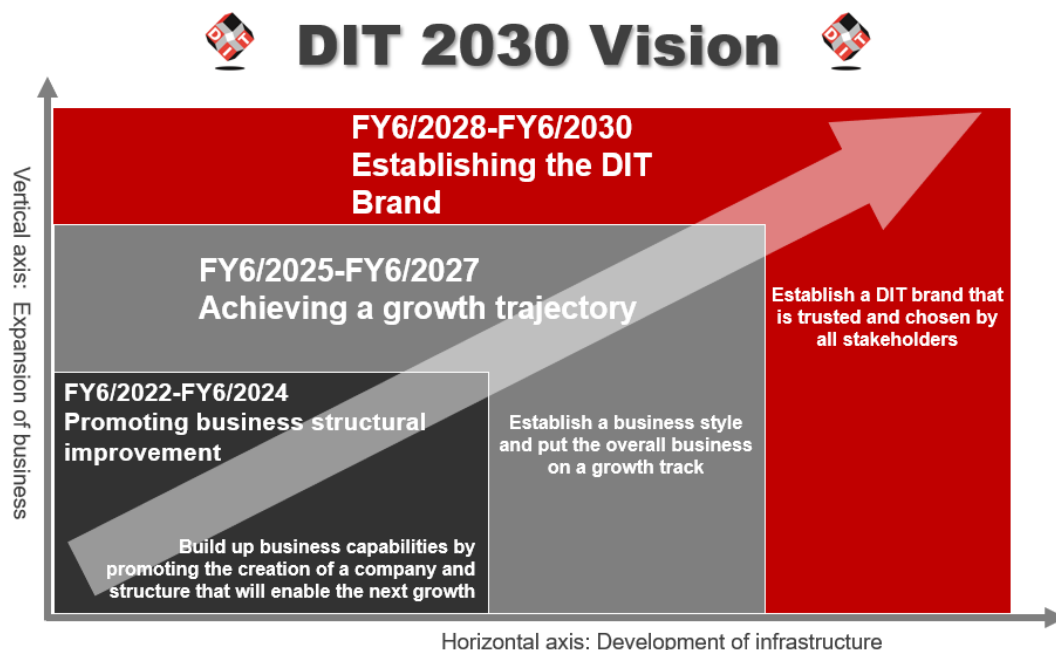 DIT 2030 Vision
DIT
DIT
Vertical axis: Expansion of business
FY6/2028-FY6/2030
Establishing the DIT
Brand
FY6/2025-FY6/2027
Achieving a growth trajectory
Establish a DIT brand that
is trusted and chosen by
all stakeholders
FY6/2022-FY6/2024
Promoting business structural
improvement
Establish a business style
and put the overall business
on a growth track
Build up business capabilities by
promoting the creation of a company and
structure that will enable the next growth
Horizontal axis: Development of infrastructure